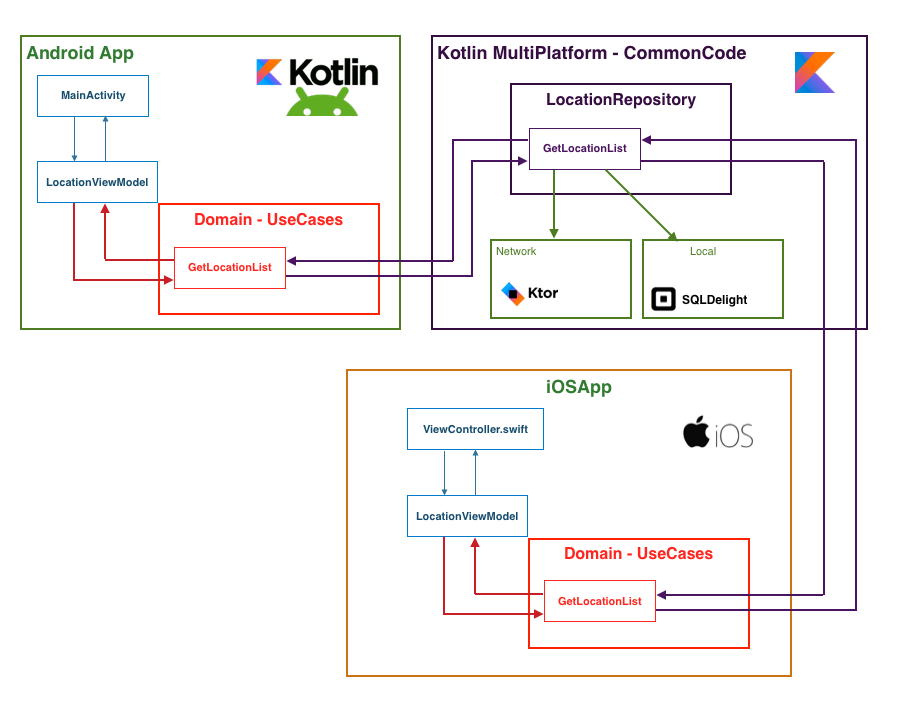 Android App
Kotlin
MainActivity
LocationViewModel
Domain - UseCases
GetLocationList
Kotlin MultiPlatform - CommonCode
LocationRepository
GetLocationList
Network
Ktor
Local
SQLDelight
iOSApp
iOS
ViewController.swift
LocationViewModel
Domain - UseCases
GetLocationList